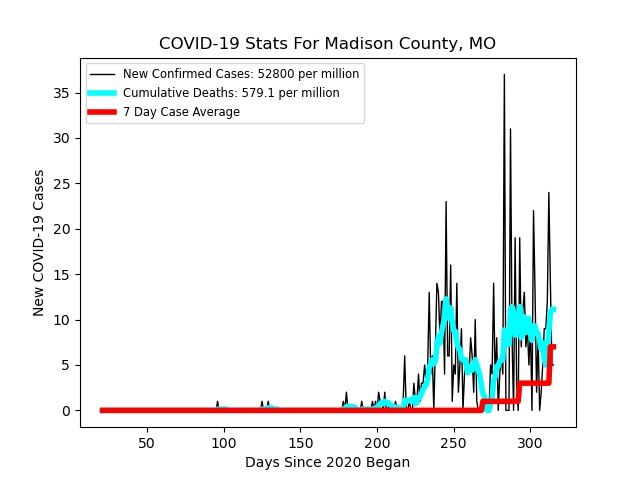 COVID-19 Stats For Madison County, MO
New Confirmed Cases: 52800 per million
Cumulative Deaths: 579.1 per million
7 Day Case Average
New COVID-19 Cases
35
30
25
20
15
10
5
0
50 100 150 200 250 300
Days Since 2020 Began